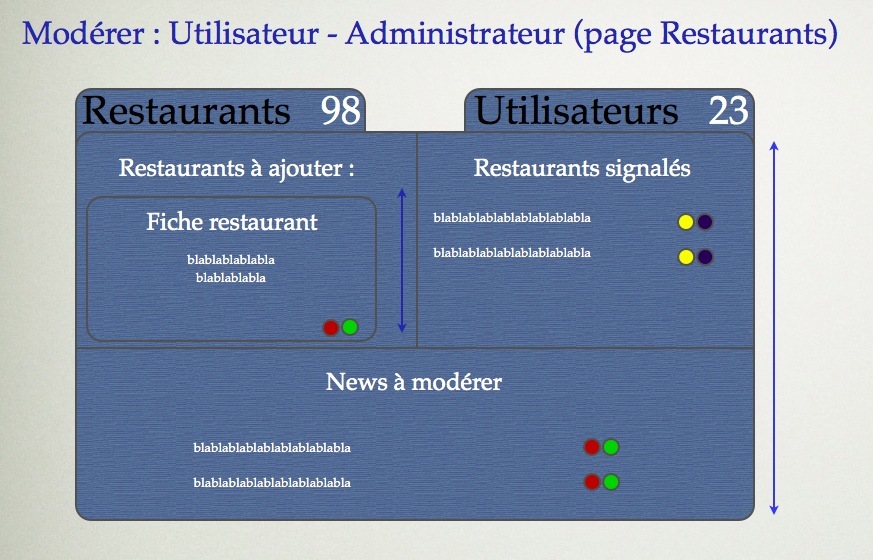 Modérer : Utilisateur - Administrateur (page Restaurants)
Restaurants 98
Utilisateurs 23
Restaurants à ajouter :
Fiche restaurant
blablablablabla
blablablabla
Restaurants signalés
blablablablablablablablabla
blablablablablablablablabla
News à modérer
blablablablablablablablabla
blablablablablablablablabla